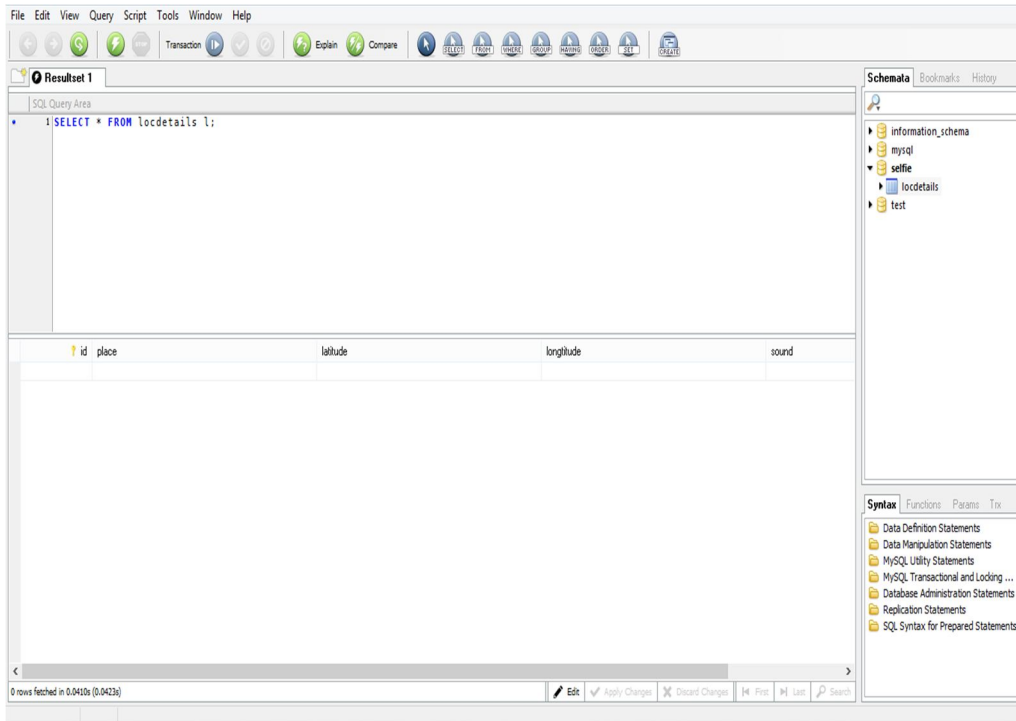 File Edit View Query Script Tools Window Help
STOP Transaction Explain Compare SELECT FROM WHERE GROUP HAVING ORDER SET CREATE
Resultset 1
SQL Query Area
1 SELECT * FROM locdetails l;
id place latitude longtitude sound
0 rows fetched in 0.0410s (0.0423s) Edit Apply Changes Discard Changes First Last Search
Schemata Bookmarks History
information_schema
mysql
selfie
locdetails
test
Syntax Functions Params Trx
Data Definition Statements
Data Manipulation Statements
MySQL Utility Statements
MySQL Transactional and Locking ...
Database Administration Statements
Replication Statements
SQL Syntax for Prepared Statements